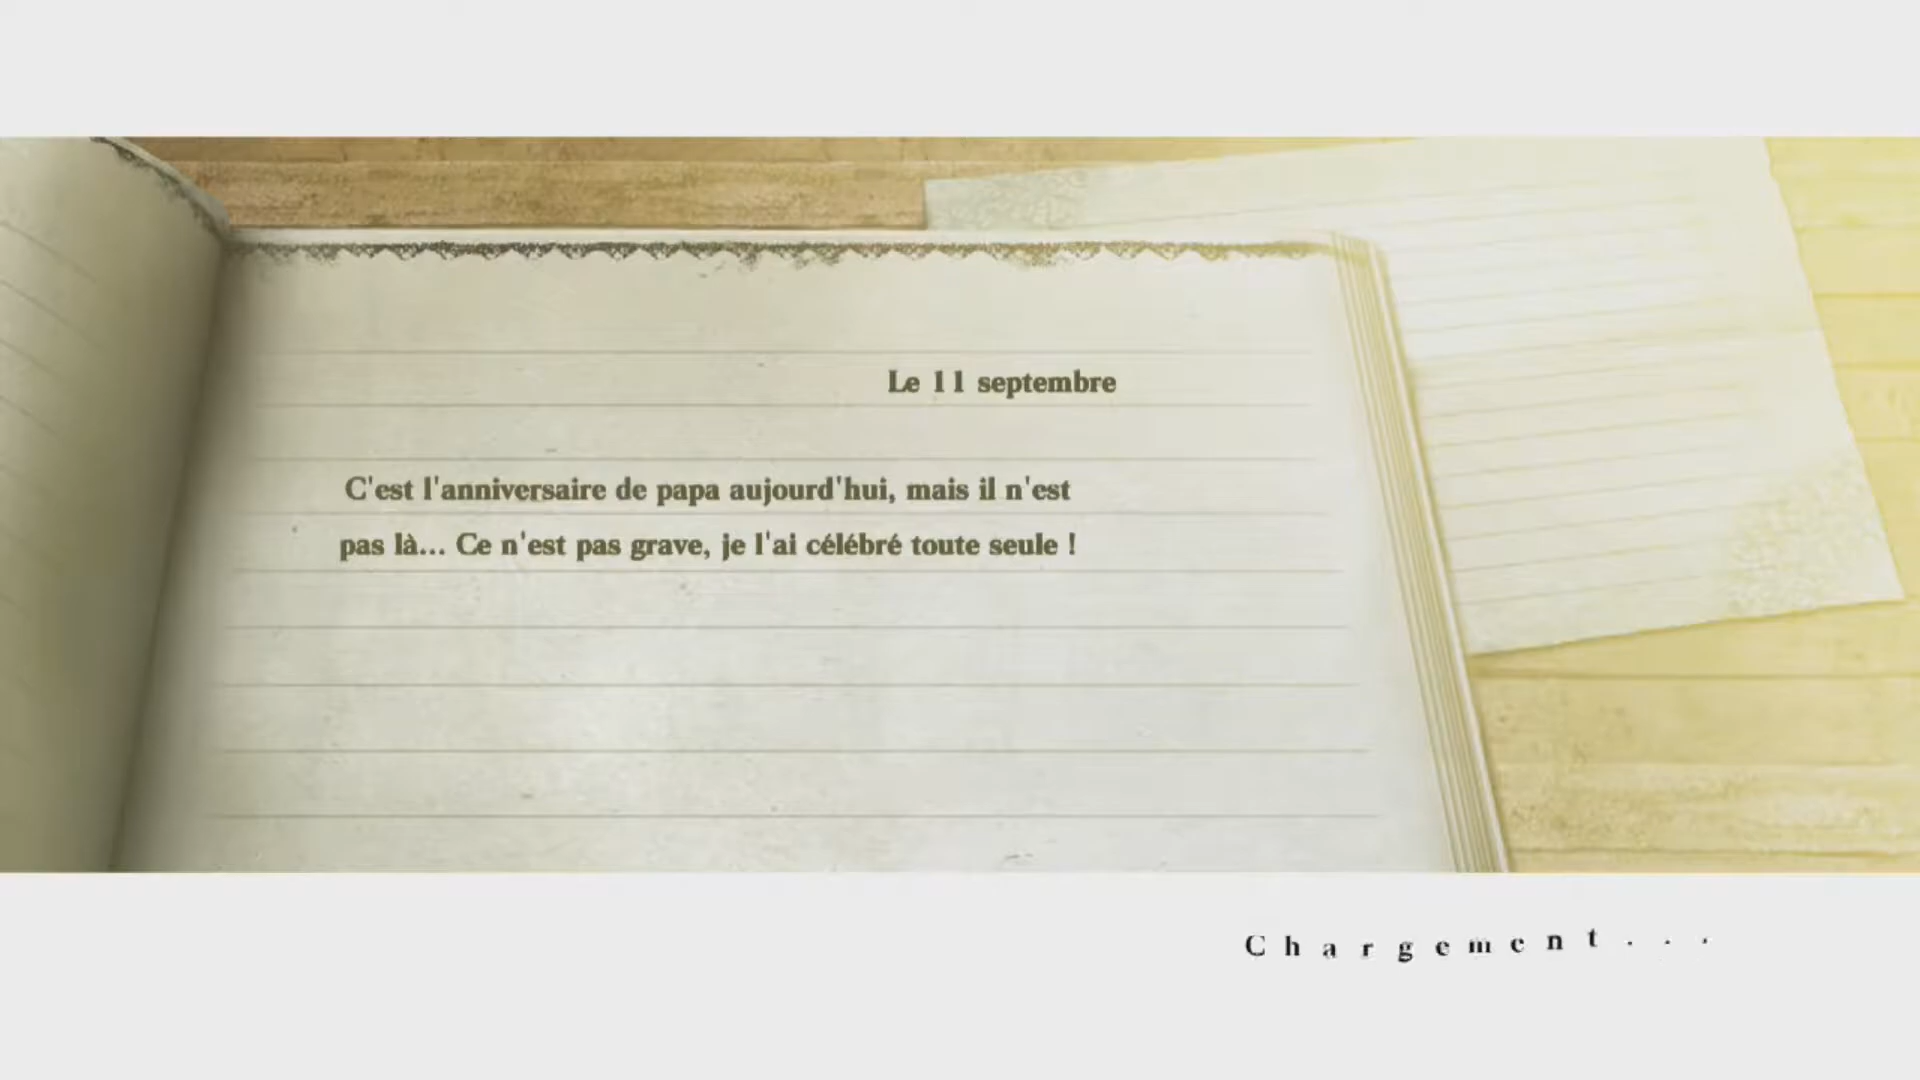 Le 11 septembre
C'est l'anniversaire de papa aujourd'hui, mais il n'est
pas là... Ce n'est pas grave, je l'ai célébré toute seule !
Chargement...